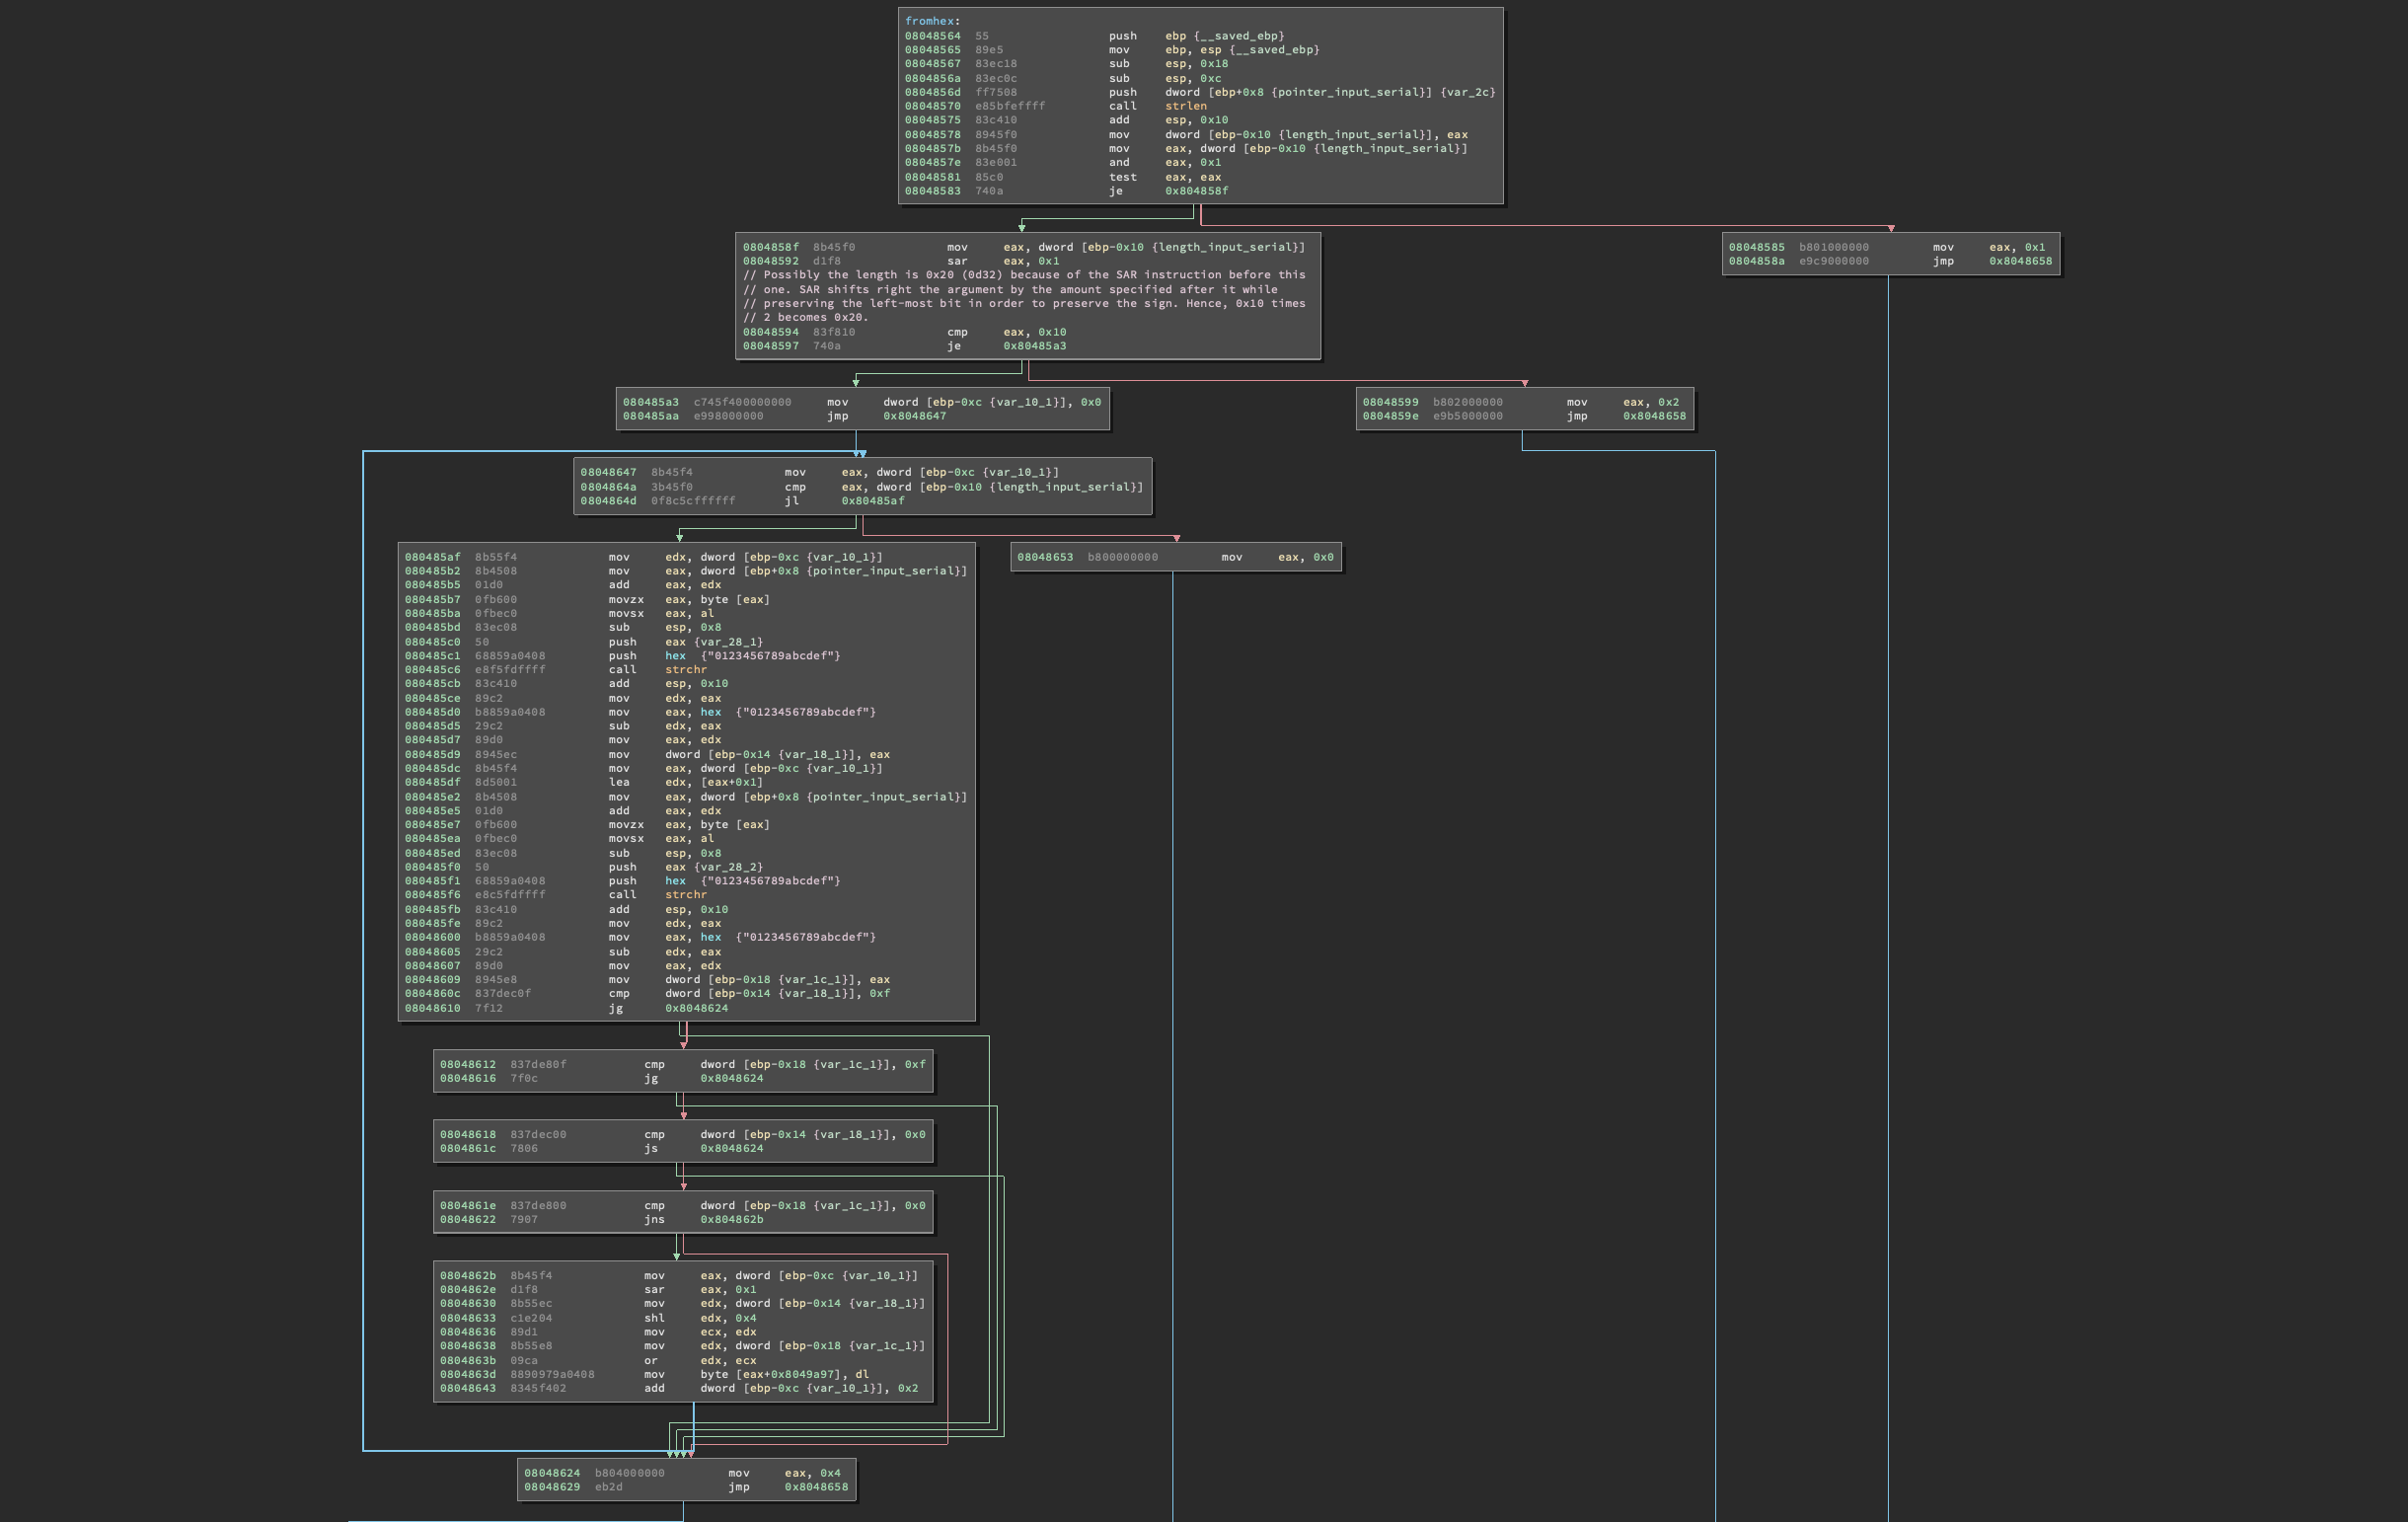 fromhex:
08048564 55 push ebp {__saved_ebp}
08048565 89e5 mov ebp, esp {__saved_ebp}
08048567 83ec18 sub esp, 0x18
0804856a 83ec0c sub esp, 0xc
0804856d ff7508 push dword [ebp+0x8 {pointer_input_serial}] {var_2c}
08048570 e85bfeffff call strlen
08048575 83c410 add esp, 0x10
08048578 8945f0 mov dword [ebp-0x10 {length_input_serial}], eax
0804857b 8b45f0 mov eax, dword [ebp-0x10 {length_input_serial}]
0804857e 83e001 and eax, 0x1
08048581 85c0 test eax, eax
08048583 740a je 0x804858f
0804858f 8b45f0 mov eax, dword [ebp-0x10 {length_input_serial}]
08048592 d1f8 sar eax, 0x1
// Possibly the length is 0x20 (0d32) because of the SAR instruction before this
// one. SAR shifts right the argument by the amount specified after it while
// preserving the left-most bit in order to preserve the sign. Hence, 0x10 times
// 2 becomes 0x20.
08048594 83f810 cmp eax, 0x10
08048597 740a je 0x80485a3
08048585 b801000000 mov eax, 0x1
0804858a e9c9000000 jmp 0x8048658
080485a3 c745f400000000 mov dword [ebp-0xc {var_10_1}], 0x0
080485aa e998000000 jmp 0x8048647
08048599 b802000000 mov eax, 0x2
0804859e e9b5000000 jmp 0x8048658
08048647 8b45f4 mov eax, dword [ebp-0xc {var_10_1}]
0804864a 3b45f0 cmp eax, dword [ebp-0x10 {length_input_serial}]
0804864d 0f8c5cffffff jl 0x80485af
080485af 8b55f4 mov edx, dword [ebp-0xc {var_10_1}]
080485b2 8b4508 mov eax, dword [ebp+0x8 {pointer_input_serial}]
080485b5 01d0 add eax, edx
080485b7 0fb600 movzx eax, byte [eax]
080485ba 0fbec0 movsx eax, al
080485bd 83ec08 sub esp, 0x8
080485c0 50 push eax {var_28_1}
080485c1 68859a0408 push hex {"0123456789abcdef"}
080485c6 e8f5fdffff call strchr
080485cb 83c410 add esp, 0x10
080485ce 89c2 mov edx, eax
080485d0 b8859a0408 mov eax, hex {"0123456789abcdef"}
080485d5 29c2 sub edx, eax
080485d7 89d0 mov eax, edx
080485d9 8945ec mov dword [ebp-0x14 {var_18_1}], eax
080485dc 8b45f4 mov eax, dword [ebp-0xc {var_10_1}]
080485df 8d5001 lea edx, [eax+0x1]
080485e2 8b4508 mov eax, dword [ebp+0x8 {pointer_input_serial}]
080485e5 01d0 add eax, edx
080485e7 0fb600 movzx eax, byte [eax]
080485ea 0fbec0 movsx eax, al
080485ed 83ec08 sub esp, 0x8
080485f0 50 push eax {var_28_2}
080485f1 68859a0408 push hex {"0123456789abcdef"}
080485f6 e8c5fdffff call strchr
080485fb 83c410 add esp, 0x10
080485fe 89c2 mov edx, eax
08048600 b8859a0408 mov eax, hex {"0123456789abcdef"}
08048605 29c2 sub edx, eax
08048607 89d0 mov eax, edx
08048609 8945e8 mov dword [ebp-0x18 {var_1c_1}], eax
0804860c 837dec0f cmp dword [ebp-0x14 {var_18_1}], 0xf
08048610 7f12 jg 0x8048624
08048653 b800000000 mov eax, 0x0
08048612 837de80f cmp dword [ebp-0x18 {var_1c_1}], 0xf
08048616 7f0c jg 0x8048624
08048618 837dec00 cmp dword [ebp-0x14 {var_18_1}], 0x0
0804861c 7806 js 0x8048624
0804861e 837de800 cmp dword [ebp-0x18 {var_1c_1}], 0x0
08048622 7907 jns 0x804862b
0804862b 8b45f4 mov eax, dword [ebp-0xc {var_10_1}]
0804862e d1f8 sar eax, 0x1
08048630 8b55ec mov edx, dword [ebp-0x14 {var_18_1}]
08048633 c1e204 shl edx, 0x4
08048636 89d1 mov ecx, edx
08048638 8b55e8 mov edx, dword [ebp-0x18 {var_1c_1}]
0804863b 09ca or edx, ecx
0804863d 8890979a0408 mov byte [eax+0x8049a97], dl
08048643 8345f402 add dword [ebp-0xc {var_10_1}], 0x2
08048624 b804000000 mov eax, 0x4
08048629 eb2d jmp 0x8048658